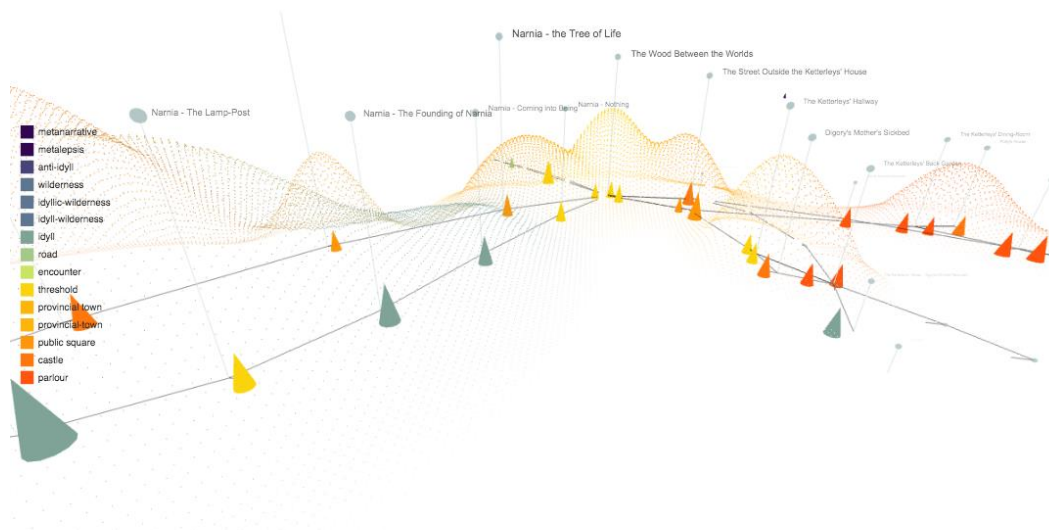 Narnia - the Tree of Life
The Wood Between the Worlds
The Street Outside the Ketterleys' House
Narnia - The Lamp-Post
Narnia - The Founding of Narnia
Narnia - Coming into Being
Narnia - Nothing
The Ketterleys' Hallway
Digory's Mother's Sickbed
The Ketterleys' Dining-Room
The Ketterleys' Back Garden
metanarrative
metalepsis
anti-idyll
wilderness
idyllic-wilderness
idyll-wilderness
idyll
road
encounter
threshold
provincial town
provincial-town
public square
castle
parlour